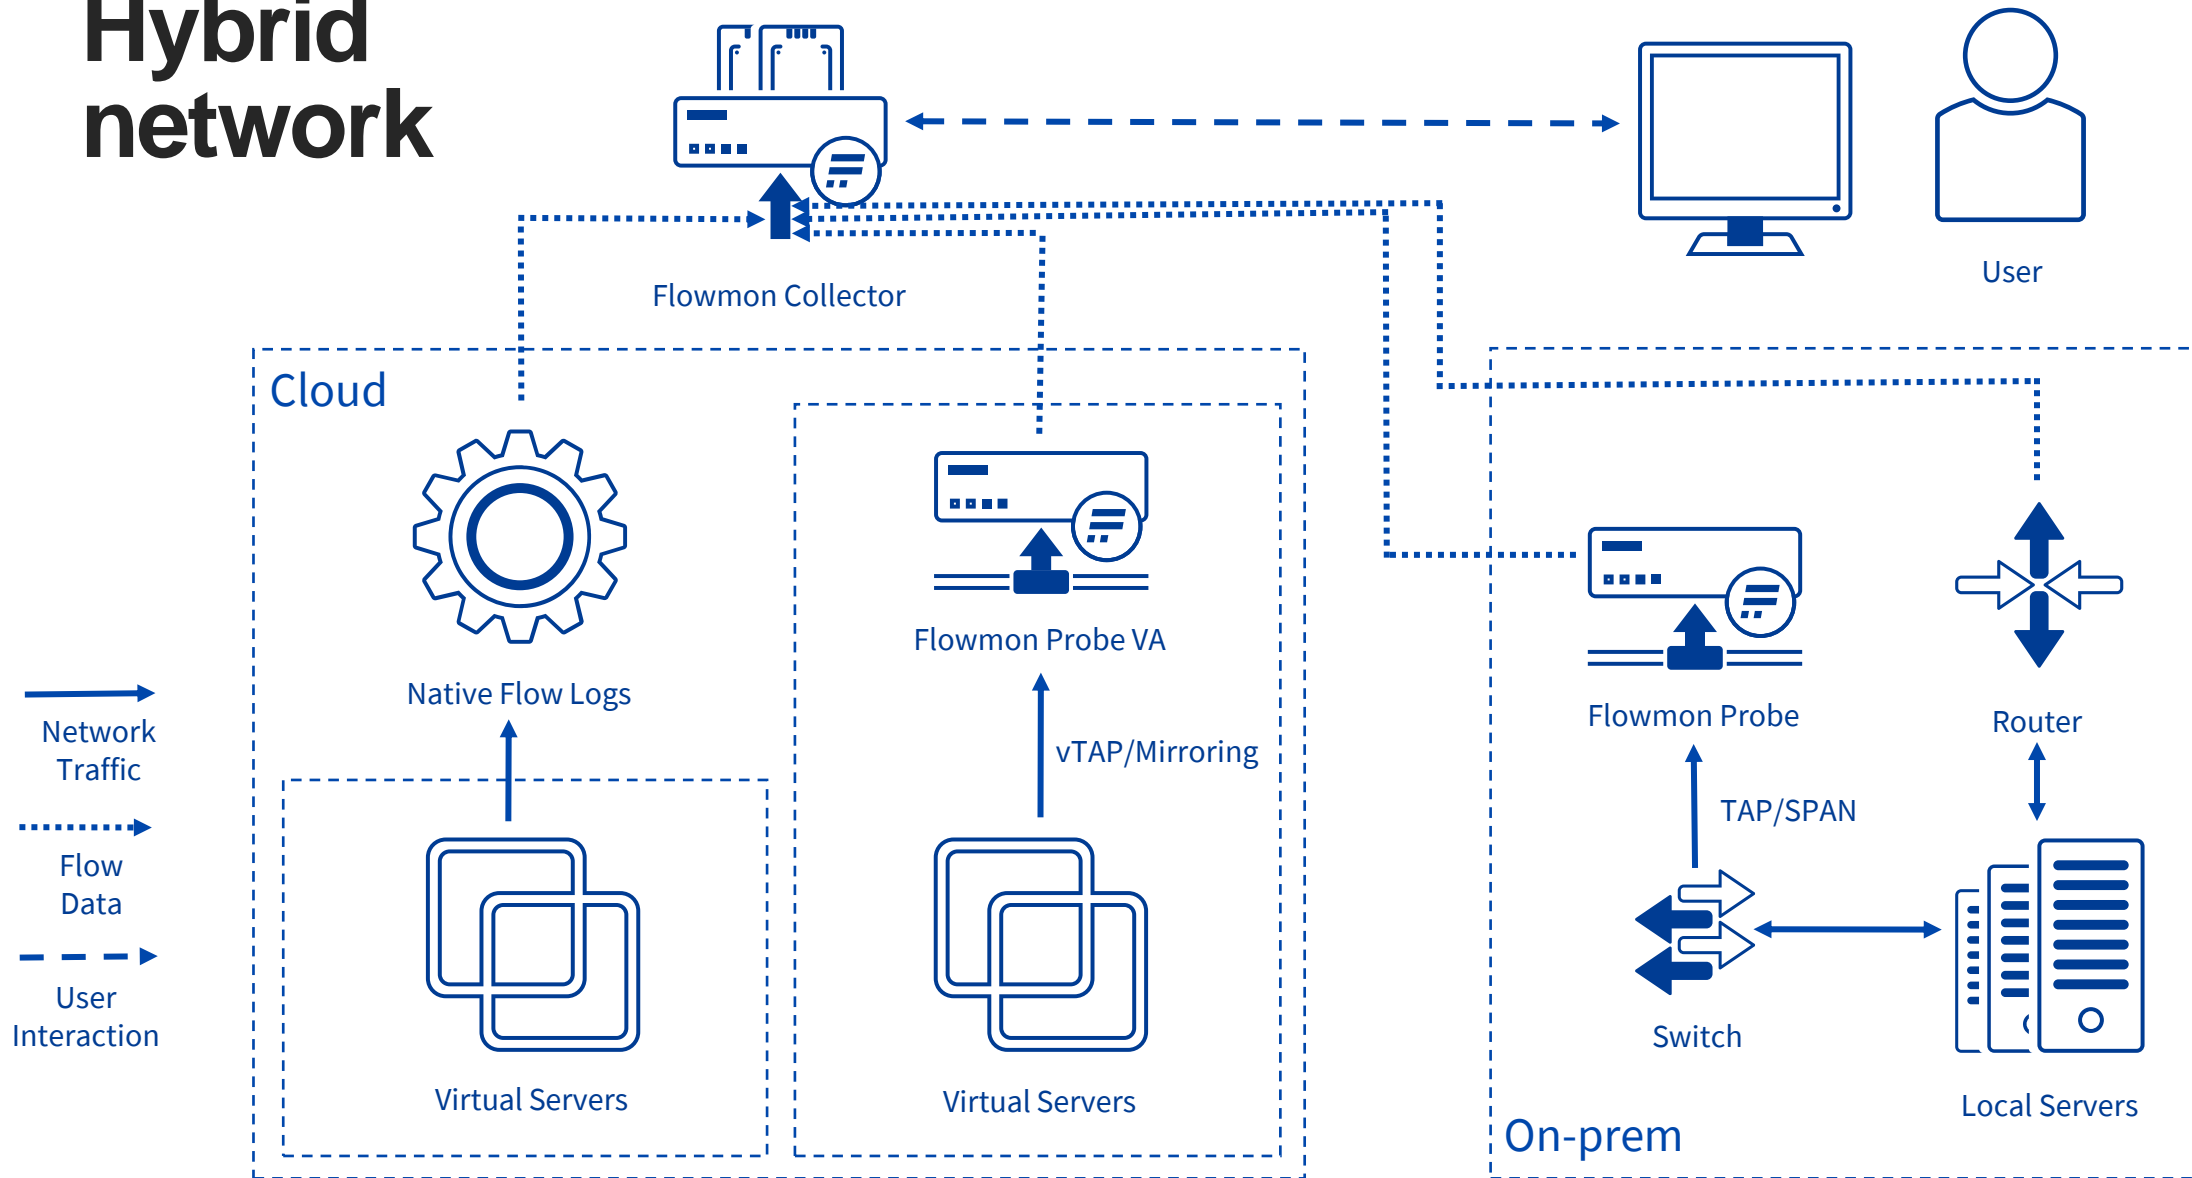 Hybrid
network
User
Flowmon Collector
Cloud
Native Flow Logs
Flowmon Probe VA
vTAP/Mirroring
Virtual Servers
Virtual Servers
Flowmon Probe
Router
TAP/SPAN
Switch
Local Servers
On-prem
Network
Traffic
Flow
Data
User
Interaction